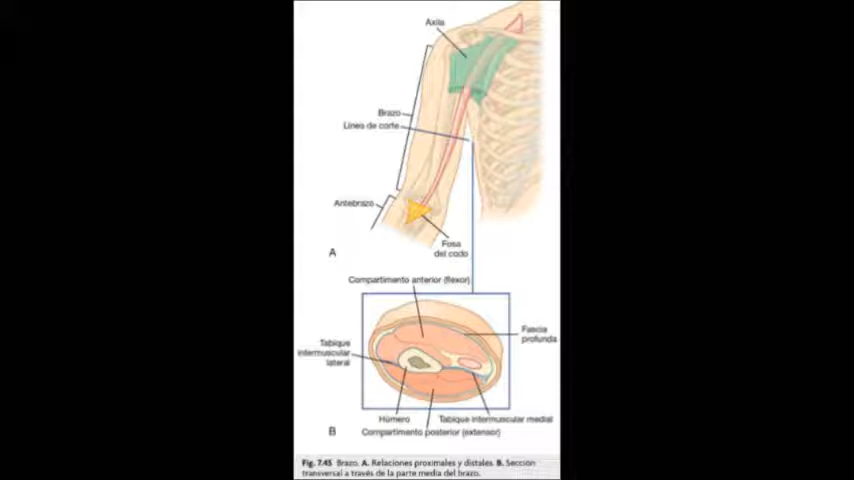 Axila
Brazo
Línea de corte
Antebrazo
Fosa
del codo
A
Compartimento anterior (flexor)
Fascia
profunda
Tabique
intermuscular
lateral
Húmero
Tabique intermuscular medial
B
Compartimento posterior (extensor)
Fig. 7.45 Brazo. A. Relaciones proximales y distales. B. Sección
transversal a través de la parte media del brazo.